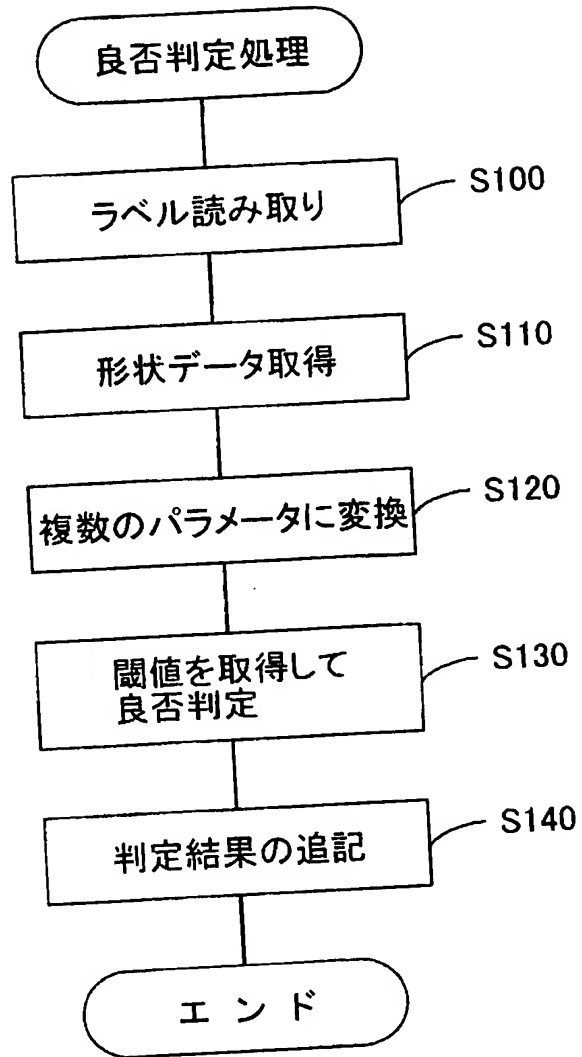 良否判定処理
ラベル読み取り
S100
形状データ取得
S110
複数のパラメータに変換
S120
閾値を取得して
良否判定
S130
判定結果の追記
S140
エンド